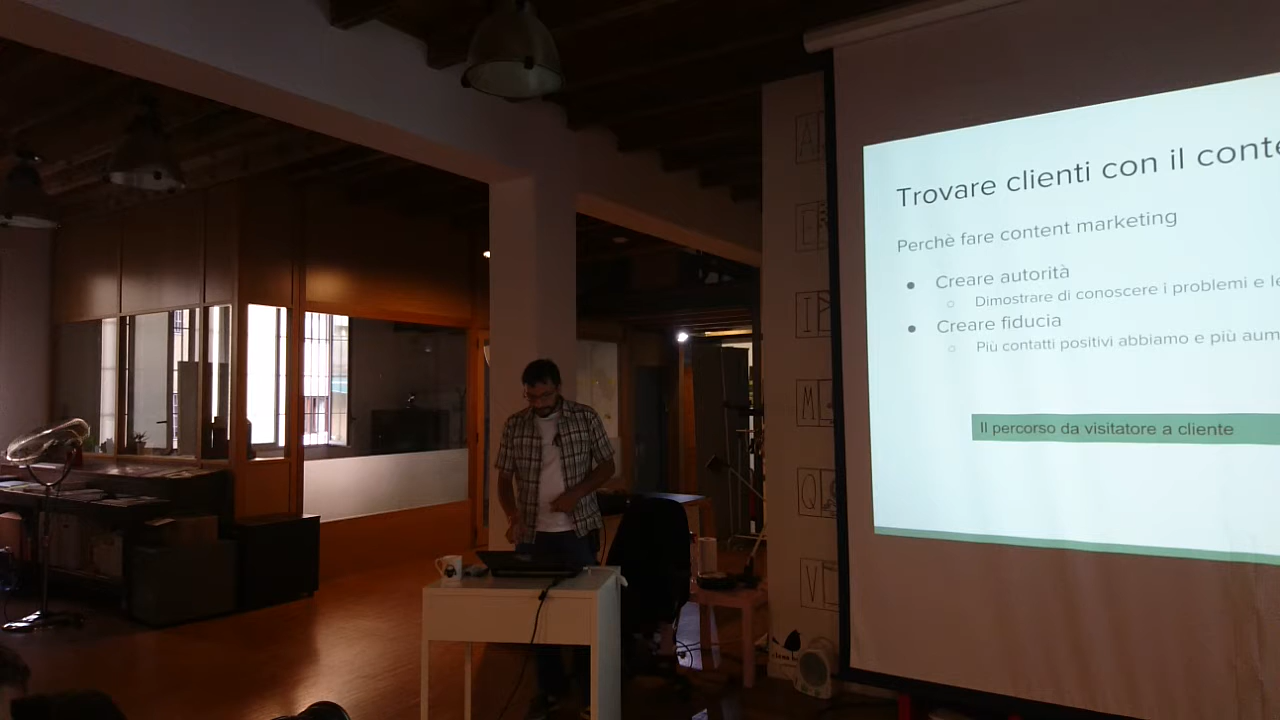 Trovare clienti con il conte
Perchè fare content marketing
Creare autorità
Dimostrare di conoscere i problemi e le
Creare fiducia
Più contatti positivi abbiamo e più aum
Il percorso da visitatore a cliente